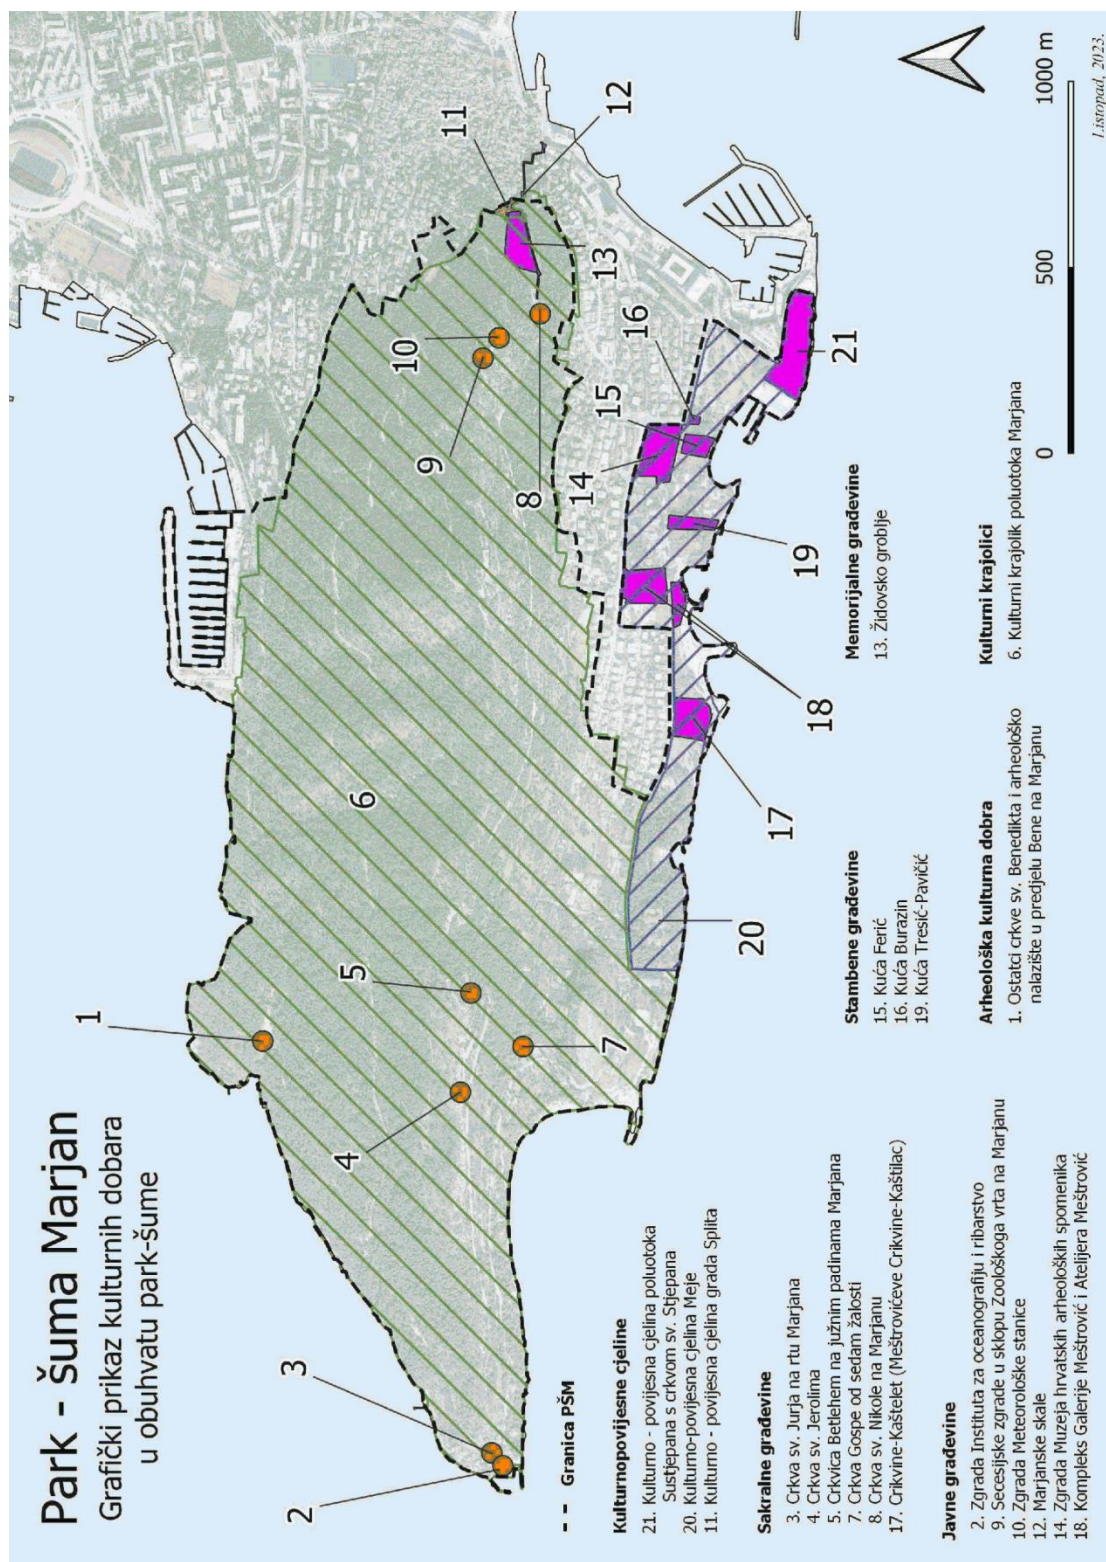 Park - šuma Marjan
Grafički prikaz kulturnih dobara
u obuhvatu park-šume
1
2
3
4
5
6
7
8
9
10
11
12
13
14
15
16
17
18
19
20
21
Granica PŠM
Kulturnopovijesne cjeline
21. Kulturno - povijesna cjelina poluotoka
Sustjepana s crkvom sv. Stjepana
20. Kulturno-povijesna cjelina Meje
11. Kulturno - povijesna cjelina grada Splita
Sakralne građevine
3. Crkva sv. Jurja na rtu Marjana
4. Crkva sv. Jerolima
5. Crkvica Betlehem na južnim padinama Marjana
7. Crkva Gospe od sedam žalosti
8. Crkva sv. Nikole na Marjanu
17. Crikvine-Kaštelet (Meštrovićeve Crikvine-Kaštilac)
Javne građevine
2. Zgrada Instituta za oceanografiju i ribarstvo
9. Secesijske zgrade u sklopu Zoološkoga vrta na Marjanu
10. Zgrada Meteorološke stanice
12. Marjanske skale
14. Zgrada Muzeja hrvatskih arheoloških spomenika
18. Kompleks Galerije Meštrović i Atelijera Meštrović
Stambene građevine
15. Kuća Ferić
16. Kuća Burazin
19. Kuća Tresić-Pavičić
Arheološka kulturna dobra
1. Ostatci crkve sv. Benedikta i arheološko
nalazište u predjelu Bene na Marjanu
Memorijalne građevine
13. Židovsko groblje
Kulturni krajolici
6. Kulturni krajolik poluotoka Marjana
0 500 1000 m
Listopad, 2023.